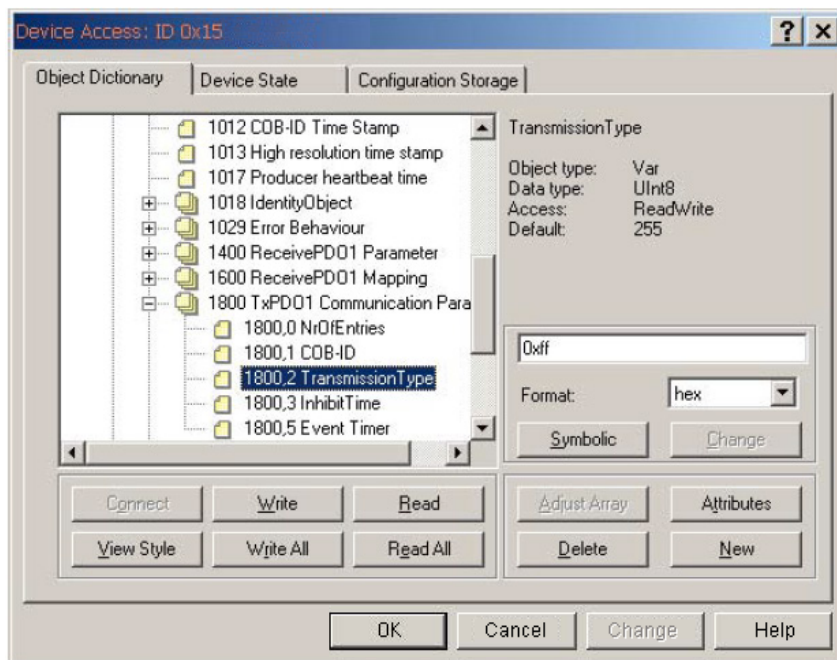 Device Access: ID 0x15
Object Dictionary
Device State
Configuration Storage
1012 COB-ID Time Stamp
1013 High resolution time stamp
1017 Producer heartbeat time
1018 IdentityObject
1029 Error Behaviour
1400 ReceivePDO1 Parameter
1600 ReceivePDO1 Mapping
1800 TxPDO1 Communication Para
1800,0 NrOfEntries
1800,1 COB-ID
1800,2 TransmissionType
1800,3 InhibitTime
1800,5 Event Timer
TransmissionType
Object type: Var
Data type: UInt8
Access: ReadWrite
Default: 255
0xff
Format: hex
Symbolic
Change
Connect
Write
Read
View Style
Write All
Read All
Adjust Array
Attributes
Delete
New
OK
Cancel
Change
Help